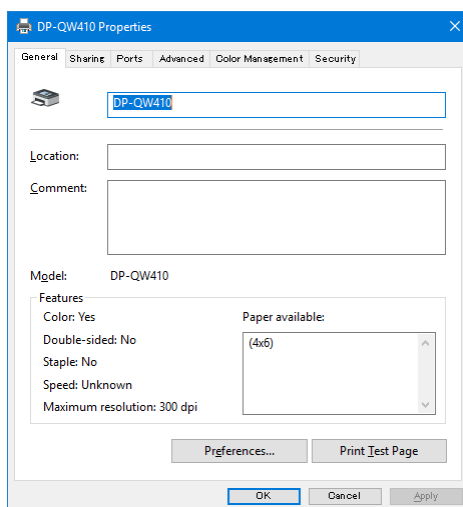 DP-QW410 Properties
General Sharing Ports Advanced Color Management Security
DP-QW410
Location:
Comment:
Model: DP-QW410
Features
Color: Yes Paper available:
Double-sided: No (4x6)
Staple: No
Speed: Unknown
Maximum resolution: 300 dpi
Preferences... Print Test Page
OK Cancel Apply